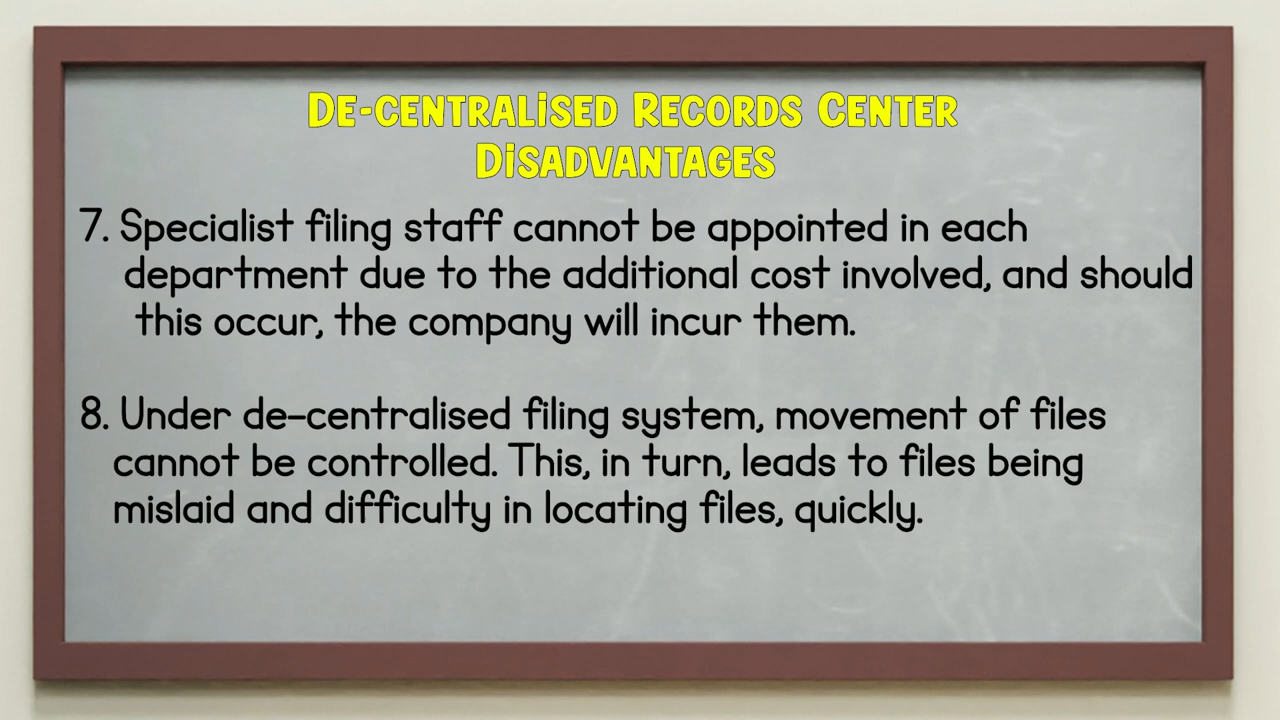 De-centralised Records Center
Disadvantages
7. Specialist filing staff cannot be appointed in each
department due to the additional cost involved, and should
this occur, the company will incur them.
8. Under de-centralised filing system, movement of files
cannot be controlled. This, in turn, leads to files being
mislaid and difficulty in locating files, quickly.